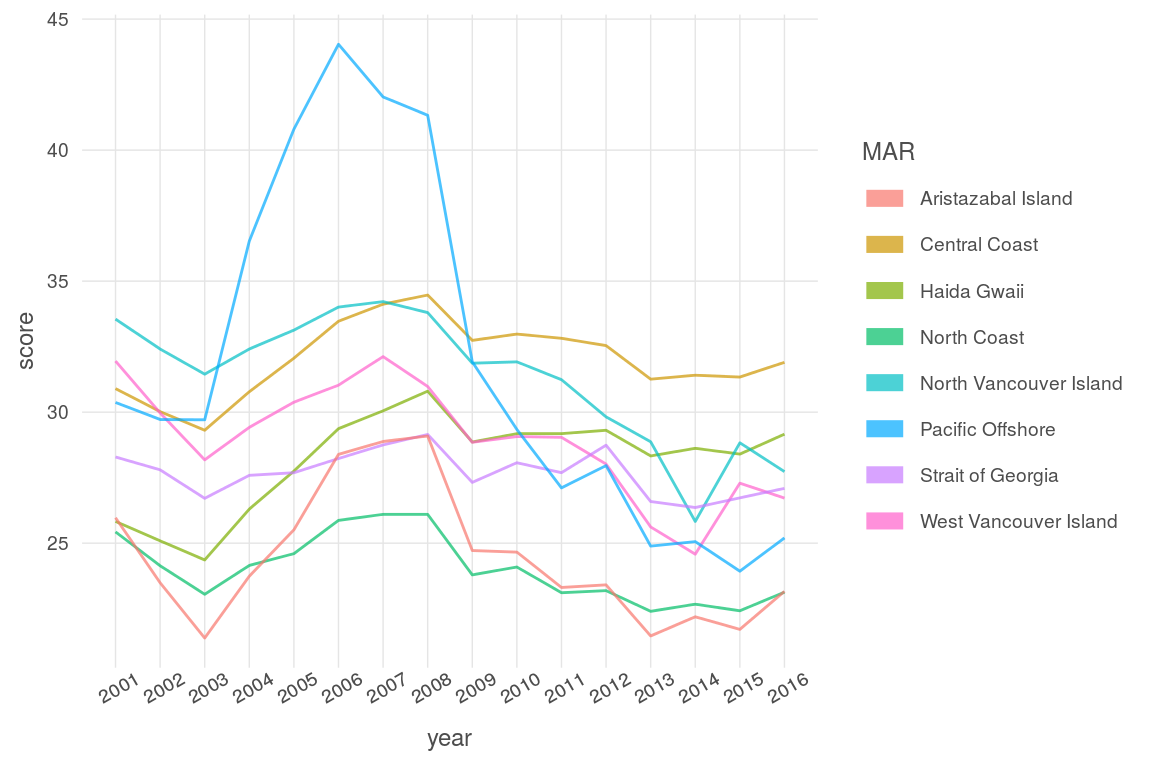 45
40
35
30
25
score
2001 2002 2003 2004 2005 2006 2007 2008 2009 2010 2011 2012 2013 2014 2015 2016
year
MAR
Aristazabal Island
Central Coast
Haida Gwaii
North Coast
North Vancouver Island
Pacific Offshore
Strait of Georgia
West Vancouver Island